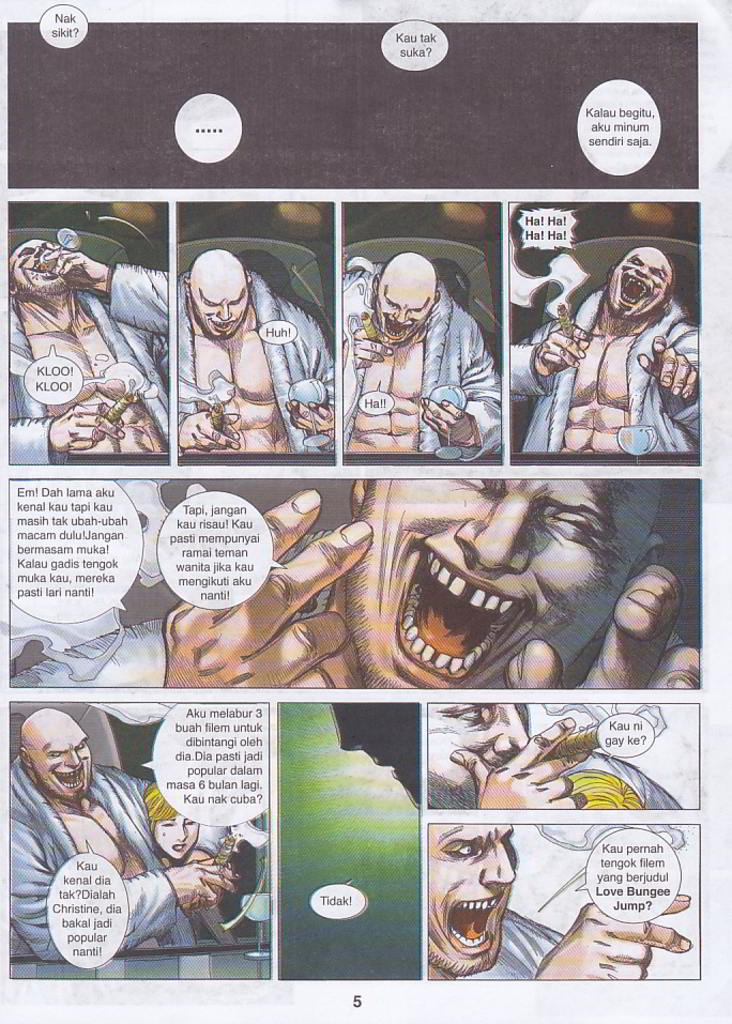 Nak
sikit?
Kau tak
suka?
.....
Kalau begitu,
aku minum
sendiri saja.
KLOO!
KLOO!
Huh!
Ha!!
Ha! Ha!
Ha! Ha!
Em! Dah lama aku
kenal kau tapi kau
masih tak ubah-ubah
macam dulu!Jangan
bermasam muka!
Kalau gadis tengok
muka kau, mereka
pasti lari nanti!
Tapi, jangan
kau risau! Kau
pasti mempunyai
ramai teman
wanita jika kau
mengikuti aku
nanti!
Aku melabur 3
buah filem untuk
dibintangi oleh
dia.Dia pasti jadi
popular dalam
masa 6 bulan lagi.
Kau nak cuba?
Kau
kenal dia
tak?Dialah
Christine, dia
bakal jadi
popular
nanti!
Tidak!
Kau ni
gay ke?
Kau pernah
tengok filem
yang berjudul
Love Bungee
Jump?
5